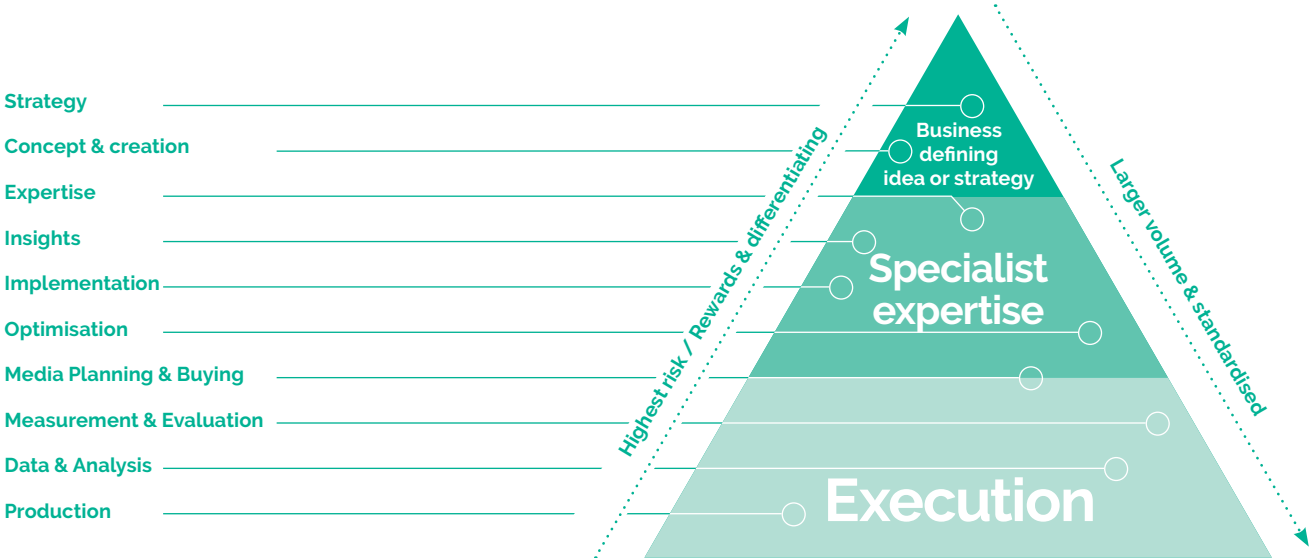 Strategy
Concept & creation
Expertise
Insights
Implementation
Optimisation
Media Planning & Buying
Measurement & Evaluation
Data & Analysis
Production
Highest risk / Rewards & differentiating
Business
defining
idea or strategy
Specialist
expertise
Execution
Larger volume & standardised